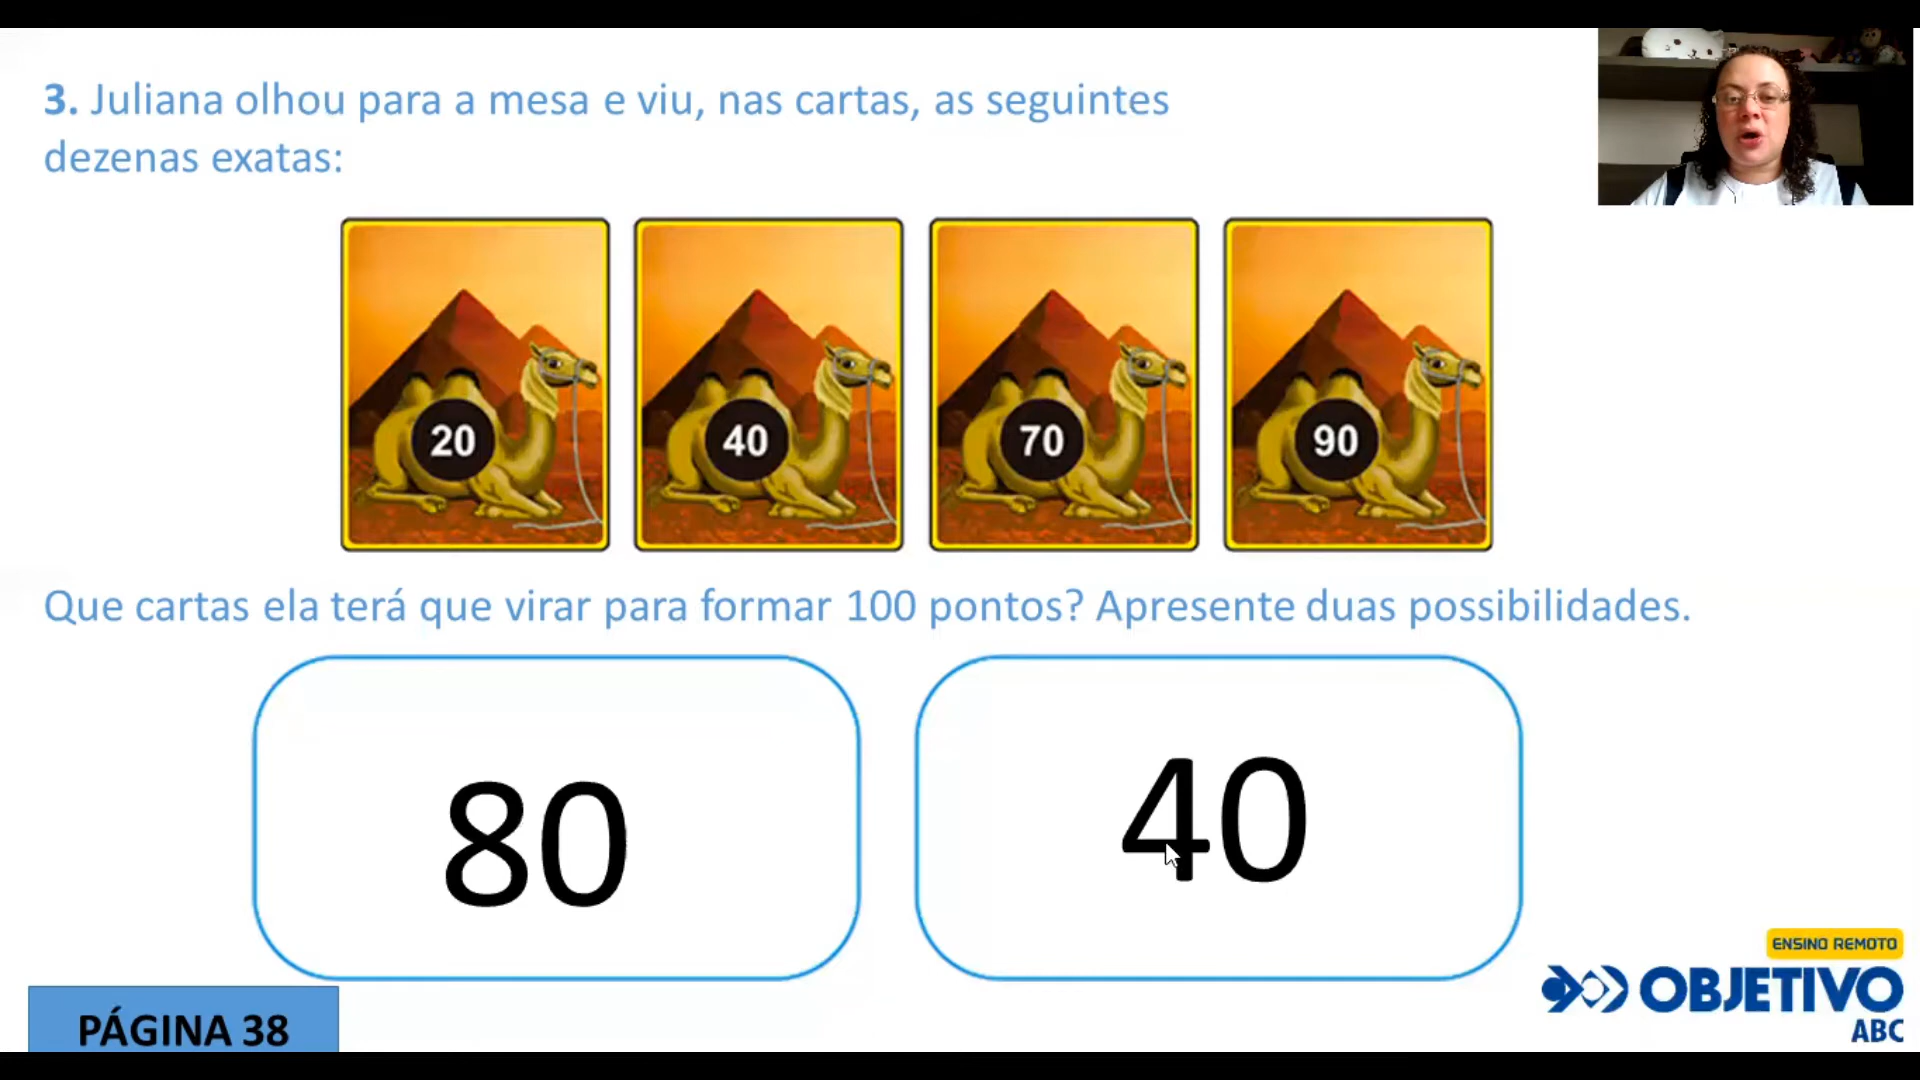 3. Juliana olhou para a mesa e viu, nas cartas, as seguintes
dezenas exatas:
20
40
70
90
Que cartas ela terá que virar para formar 100 pontos? Apresente duas possibilidades.
80
40
PÁGINA 38
ENSINO REMOTO
OBJETIVO
ABC